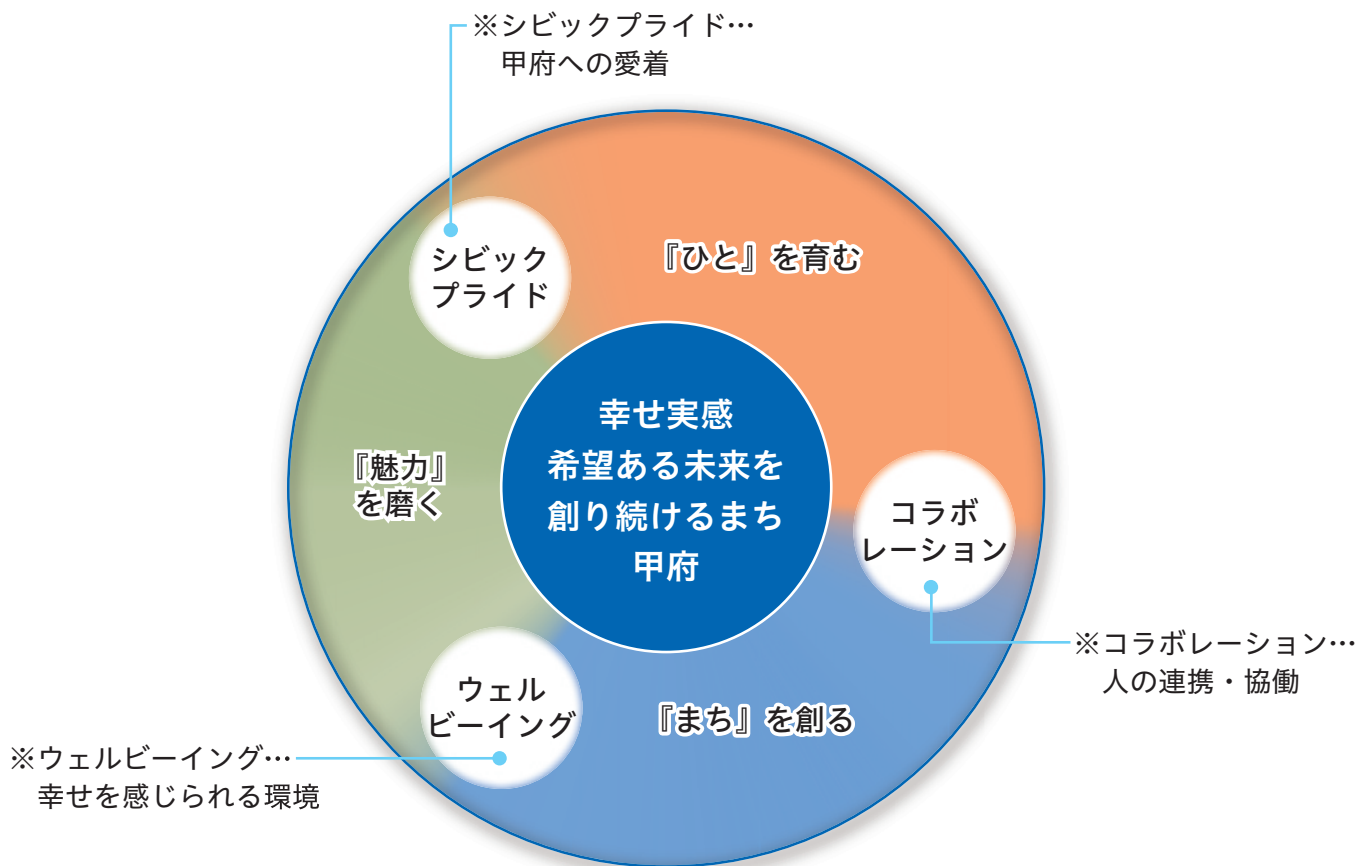 ※シビックプライド…
甲府への愛着
シビック
プライド
『ひと』を育む
幸せ実感
希望ある未来を
創り続けるまち
甲府
『魅力』
を磨く
コラボ
レーション
※コラボレーション…
人の連携・協働
ウェル
ビーイング
『まち』を創る
※ウェルビーイング…
幸せを感じられる環境